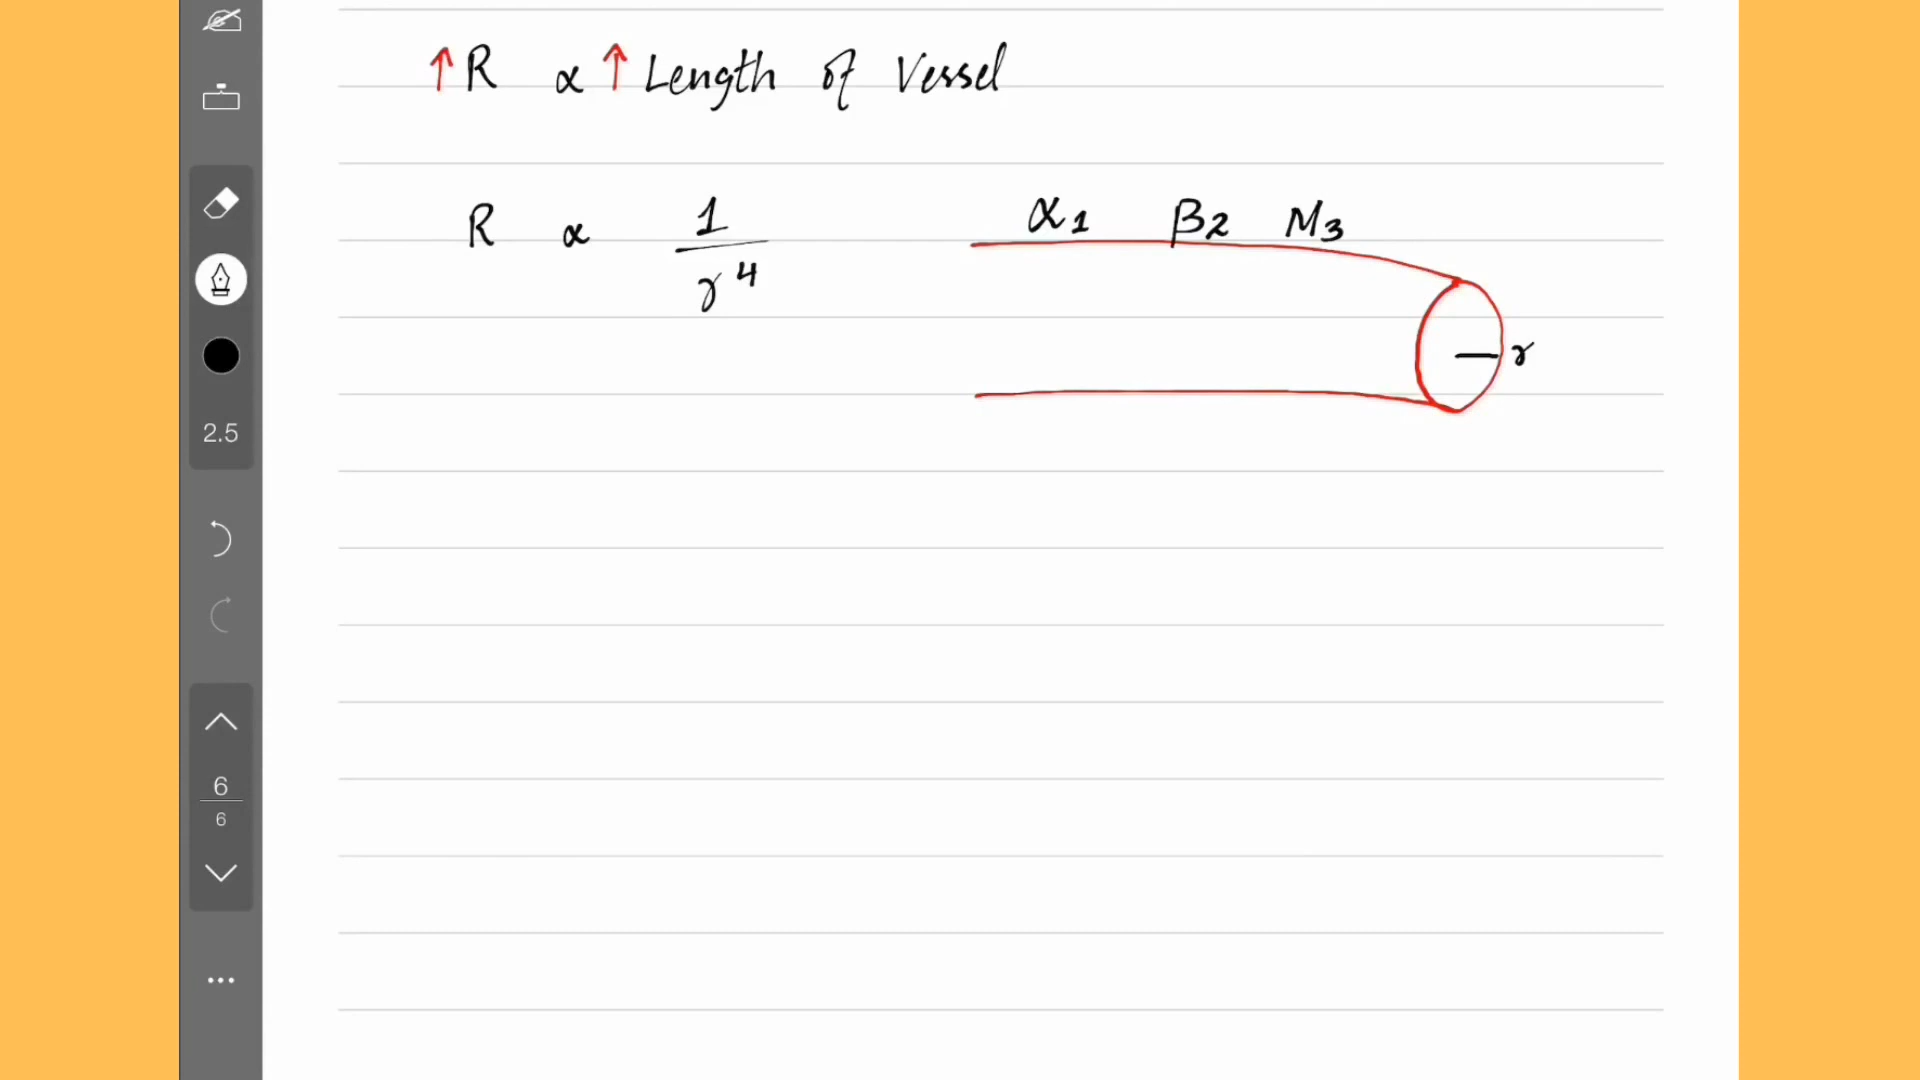 ↑R ∝ ↑ Length of Vessel
R ∝ 1/r⁴
α1 β2 M3
r
2.5
6
6